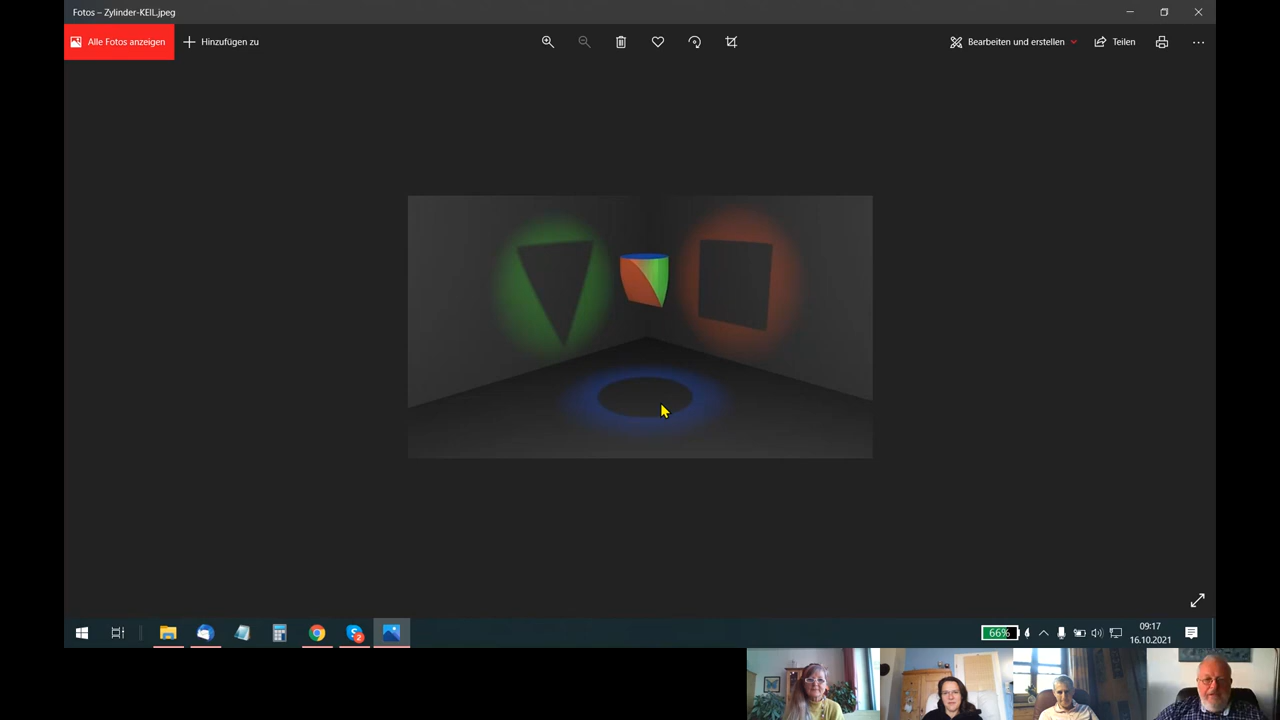 Fotos – Zylinder-KEIL.jpeg
Alle Fotos anzeigen
Hinzufügen zu
Bearbeiten und erstellen
Teilen
2
66%
09:17
16.10.2021